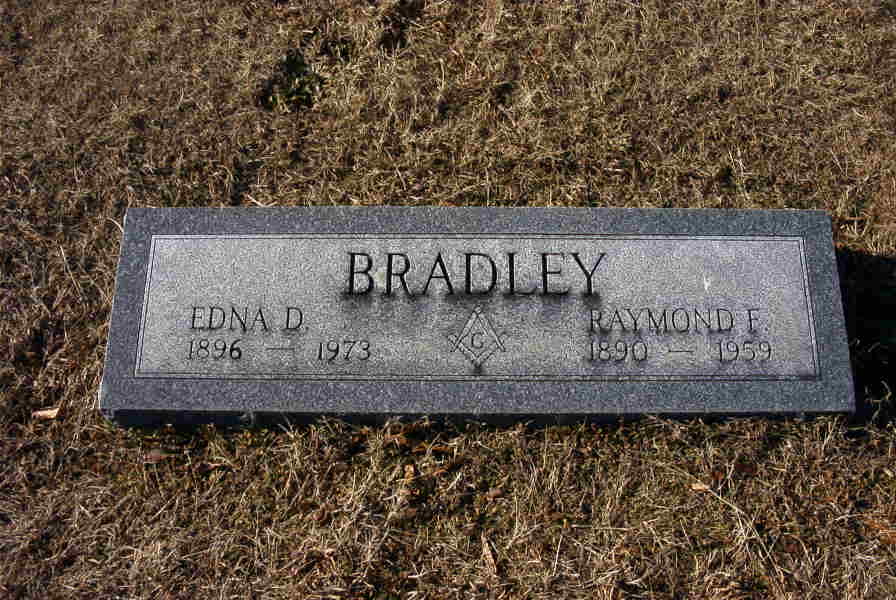 BRADLEY
EDNA D.
1896 — 1973
G
RAYMOND F.
1890 — 1959